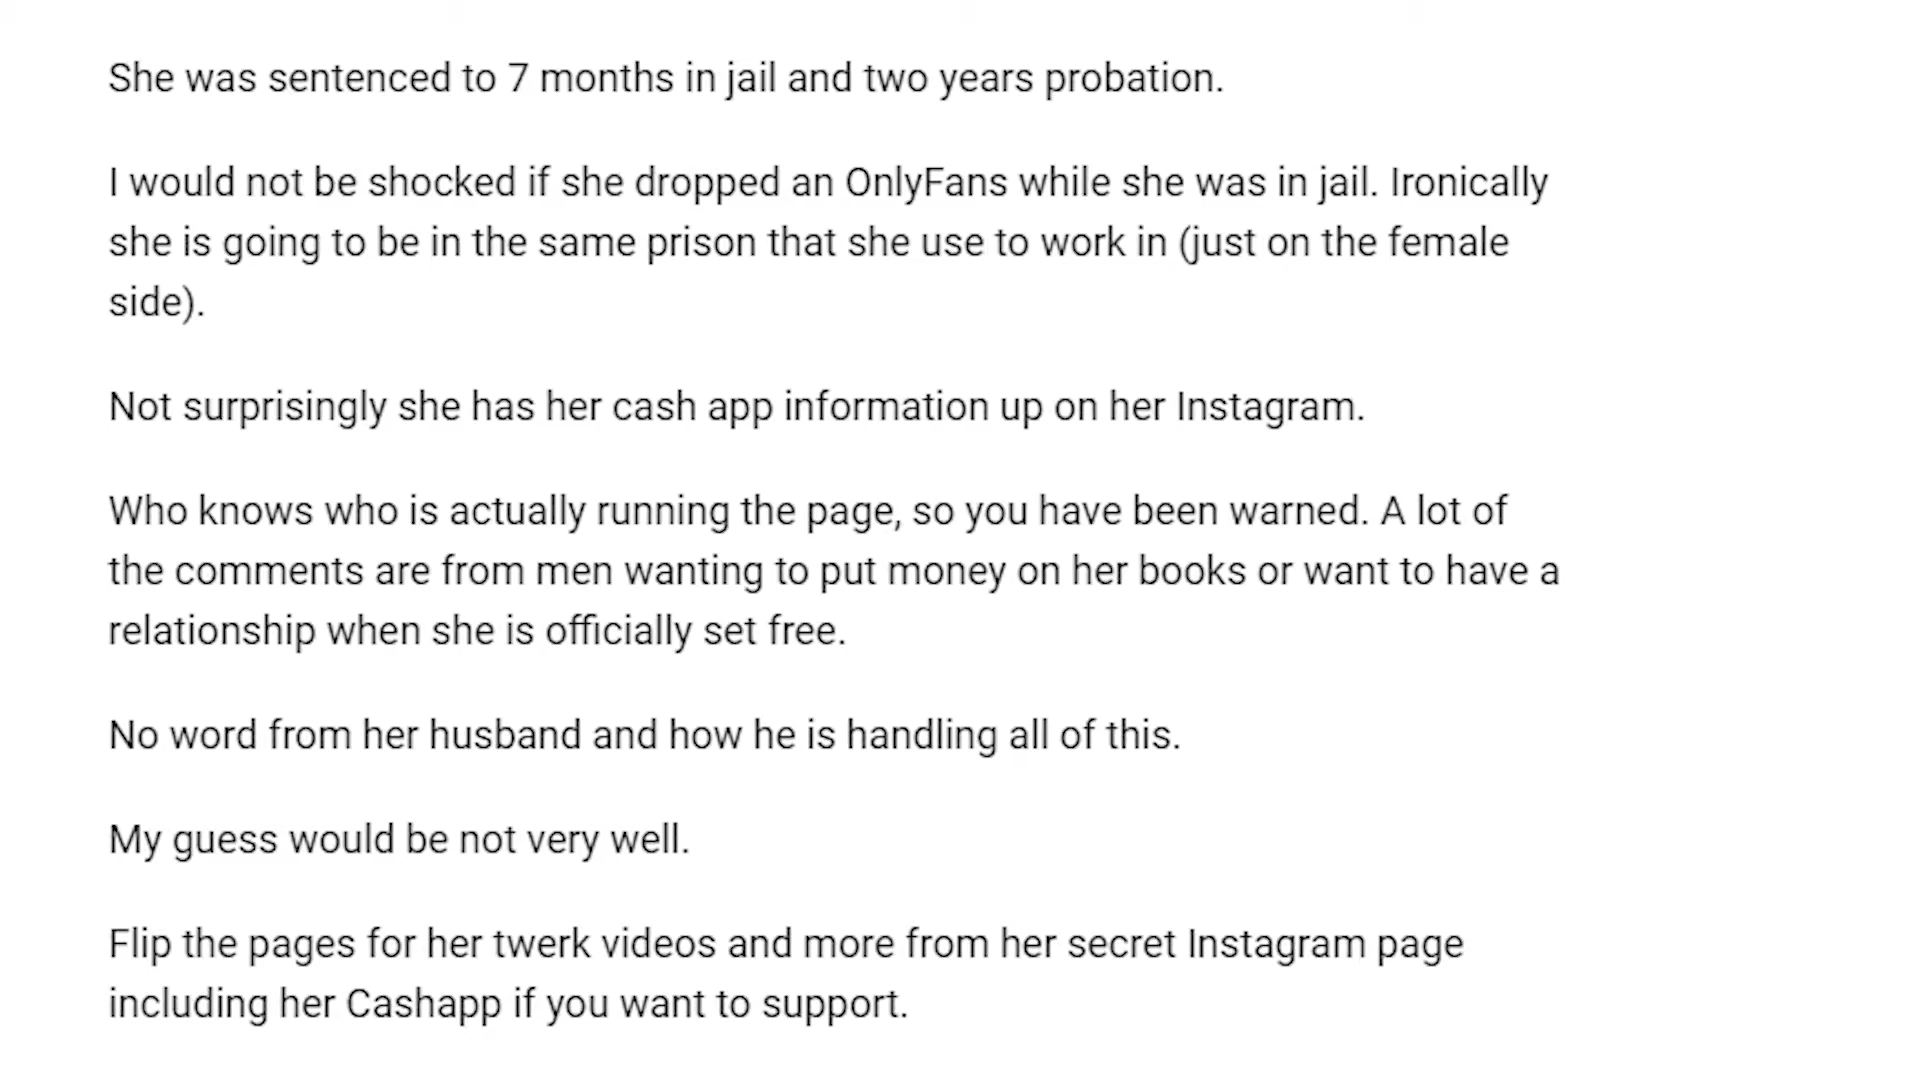 She was sentenced to 7 months in jail and two years probation.
I would not be shocked if she dropped an OnlyFans while she was in jail. Ironically
she is going to be in the same prison that she use to work in (just on the female
side).
Not surprisingly she has her cash app information up on her Instagram.
Who knows who is actually running the page, so you have been warned. A lot of
the comments are from men wanting to put money on her books or want to have a
relationship when she is officially set free.
No word from her husband and how he is handling all of this.
My guess would be not very well.
Flip the pages for her twerk videos and more from her secret Instagram page
including her Cashapp if you want to support.